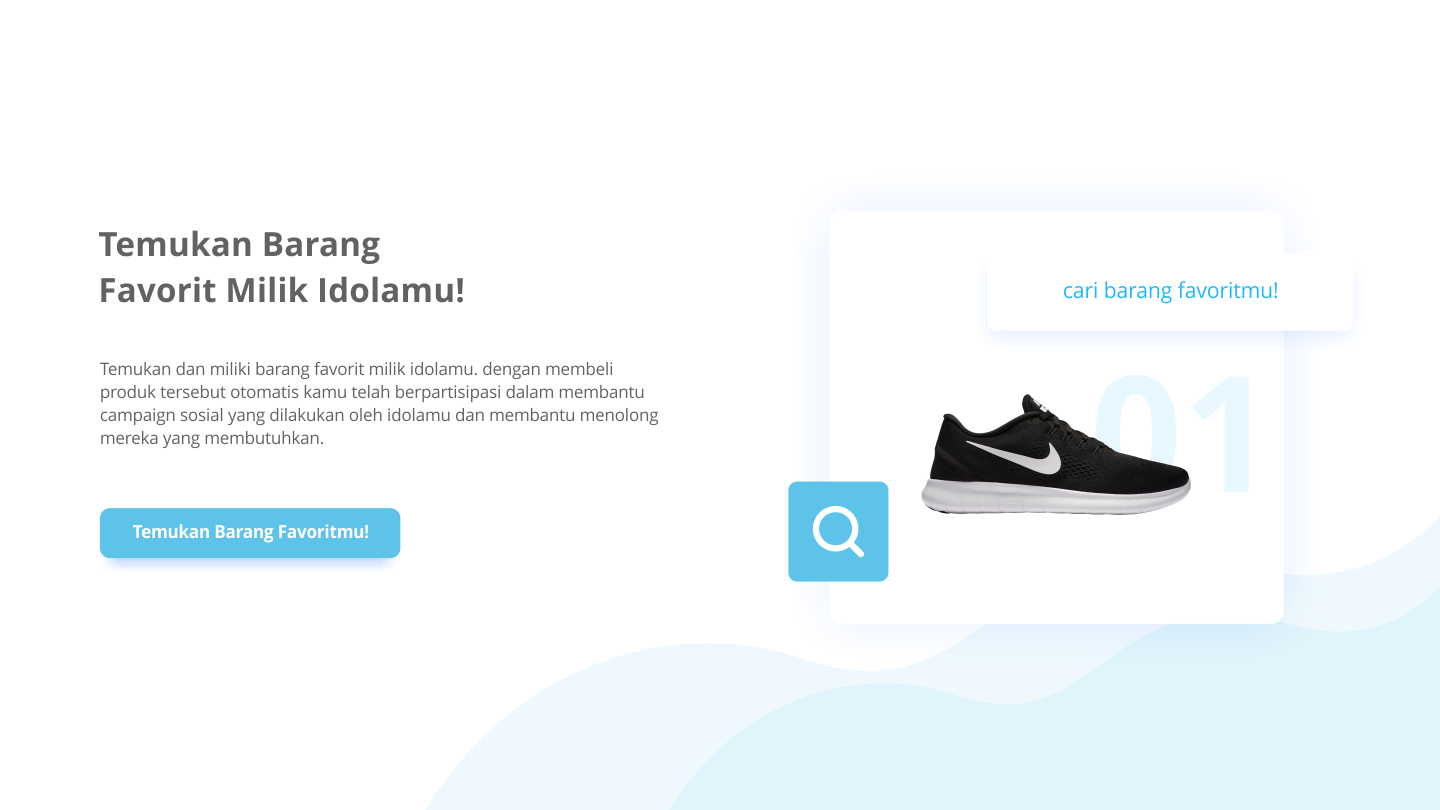 Temukan Barang
Favorit Milik Idolamu!
Temukan dan miliki barang favorit milik idolamu. dengan membeli
produk tersebut otomatis kamu telah berpartisipasi dalam membantu
campaign sosial yang dilakukan oleh idolamu dan membantu menolong
mereka yang membutuhkan.
Temukan Barang Favoritmu!
cari barang favoritmu!
01